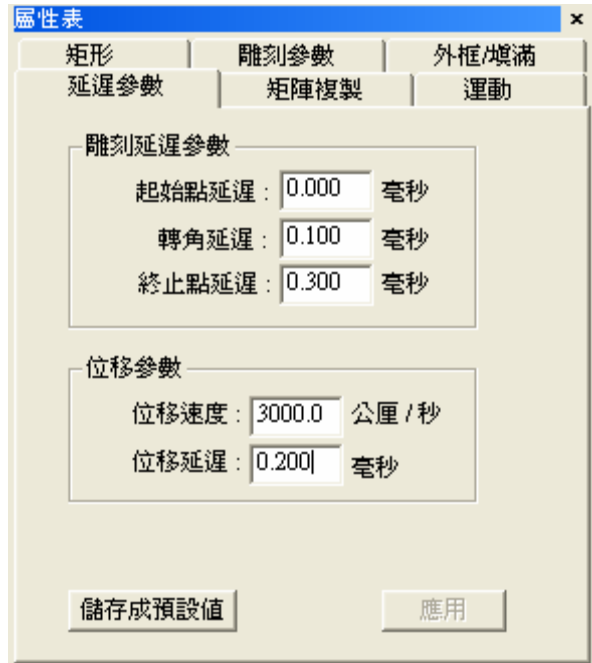 屬性表 ×
矩形 雕刻參數 外框/填滿
延遲參數 矩陣複製 運動
雕刻延遲參數
起始點延遲 : 0.000 毫秒
轉角延遲 : 0.100 毫秒
終止點延遲 : 0.300 毫秒
位移參數
位移速度 : 3000.0 公厘 / 秒
位移延遲 : 0.200 毫秒
儲存成預設值 應用